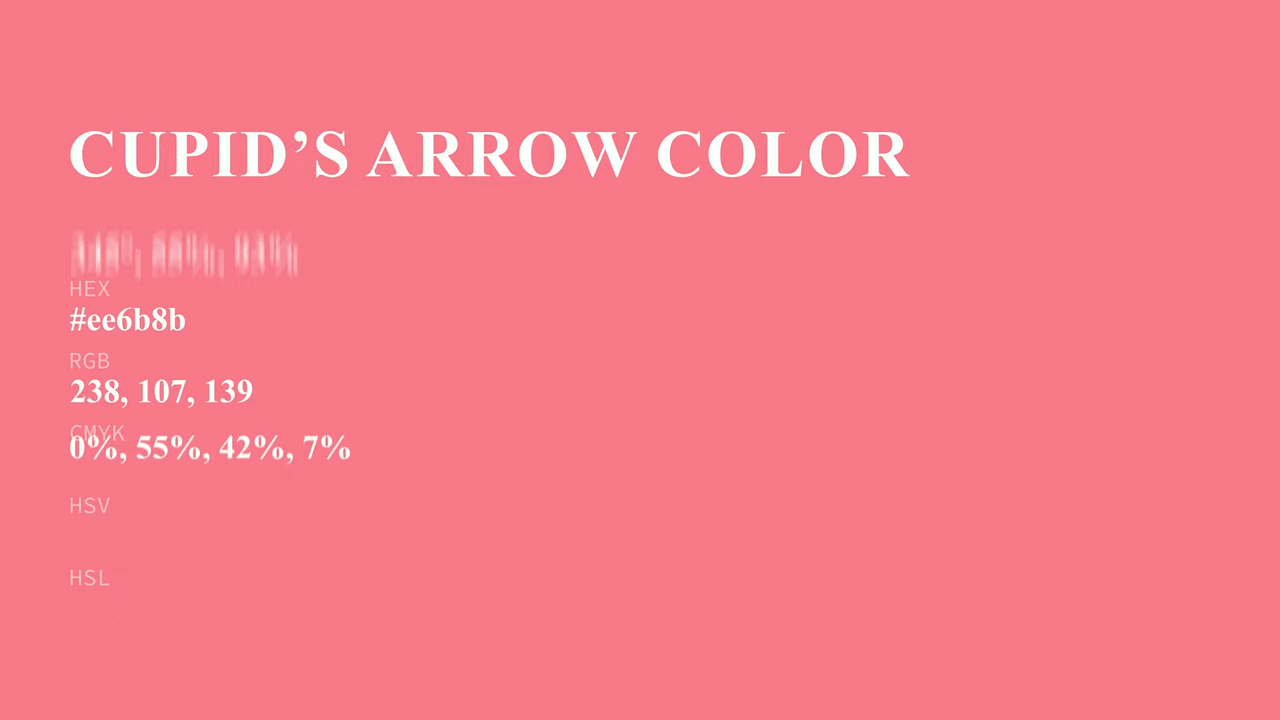 CUPID’S ARROW COLOR
HEX
#ee6b8b
RGB
238, 107, 139
CMYK
0%, 55%, 42%, 7%
HSV
HSL